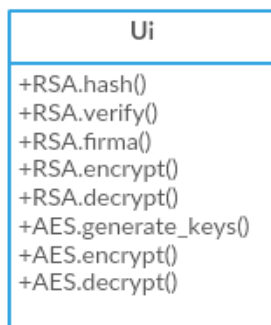 Ui
+RSA.hash()
+RSA.verify()
+RSA.firma()
+RSA.encrypt()
+RSA.decrypt()
+AES.generate_keys()
+AES.encrypt()
+AES.decrypt()